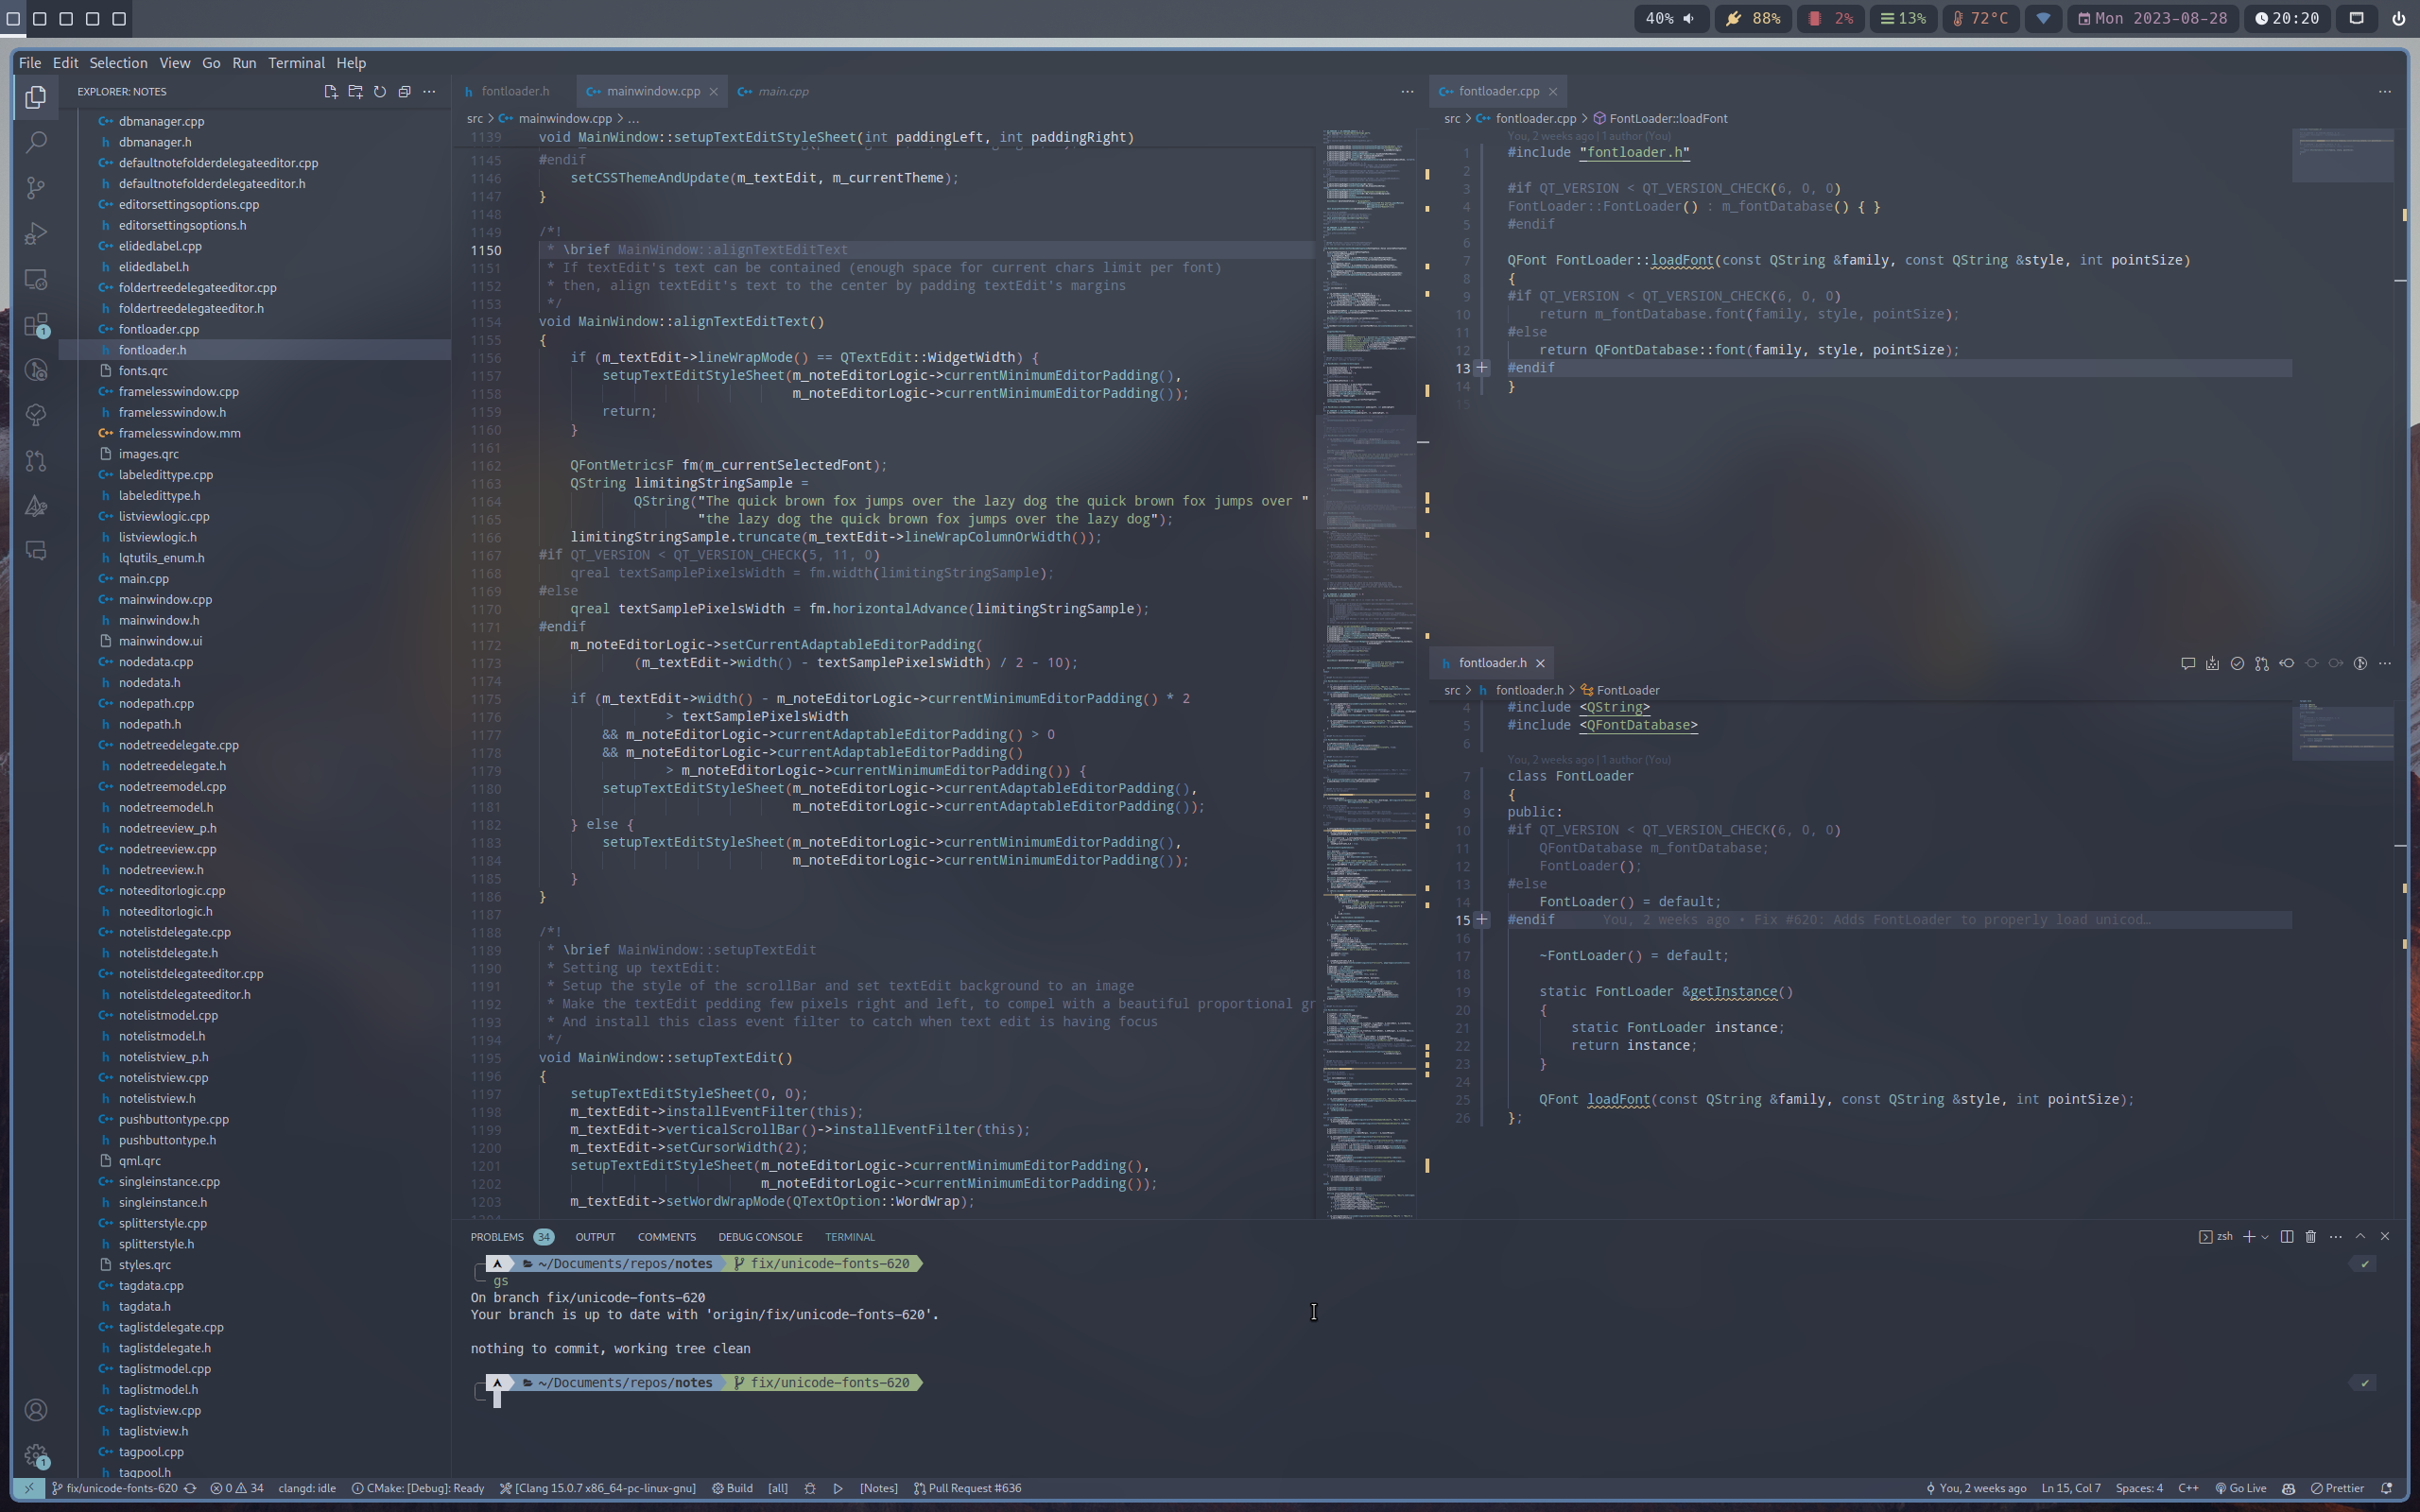 40%
88%
2%
13%
72°C
Mon 2023-08-28
20:20
File Edit Selection View Go Run Terminal Help
EXPLORER: NOTES
dbmanager.cpp
dbmanager.h
defaultnotefolderdelegateeditor.cpp
defaultnotefolderdelegateeditor.h
editorsettingsoptions.cpp
editorsettingsoptions.h
elidedlabel.cpp
elidedlabel.h
foldertreedelegateeditor.cpp
foldertreedelegateeditor.h
fontloader.cpp
fontloader.h
fonts.qrc
framelesswindow.cpp
framelesswindow.h
framelesswindow.mm
images.qrc
labeledittype.cpp
labeledittype.h
listviewlogic.cpp
listviewlogic.h
lqtutils_enum.h
main.cpp
mainwindow.cpp
mainwindow.h
mainwindow.ui
nodedata.cpp
nodedata.h
nodepath.cpp
nodepath.h
nodetreedelegate.cpp
nodetreedelegate.h
nodetreemodel.cpp
nodetreemodel.h
nodetreeview_p.h
nodetreeview.cpp
nodetreeview.h
noteeditorlogic.cpp
noteeditorlogic.h
notelistdelegate.cpp
notelistdelegate.h
notelistdelegateeditor.cpp
notelistdelegateeditor.h
notelistmodel.cpp
notelistmodel.h
notelistview_p.h
notelistview.cpp
notelistview.h
pushbuttontype.cpp
pushbuttontype.h
qml.qrc
singleinstance.cpp
singleinstance.h
splitterstyle.cpp
splitterstyle.h
styles.qrc
tagdata.cpp
tagdata.h
taglistdelegate.cpp
taglistdelegate.h
taglistmodel.cpp
taglistmodel.h
taglistview.cpp
taglistview.h
tagpool.cpp
tagpool.h
fontloader.h mainwindow.cpp main.cpp
src > mainwindow.cpp > ...
1139 void MainWindow::setupTextEditStyleSheet(int paddingLeft, int paddingRight)
1145 #endif
1146 setCSSThemeAndUpdate(m_textEdit, m_currentTheme);
1147 }
1148
1149 /*!
1150 * \brief MainWindow::alignTextEditText
1151 * If textEdit's text can be contained (enough space for current chars limit per font)
1152 * then, align textEdit's text to the center by padding textEdit's margins
1153 */
1154 void MainWindow::alignTextEditText()
1155 {
1156 if (m_textEdit->lineWrapMode() == QTextEdit::WidgetWidth) {
1157 setupTextEditStyleSheet(m_noteEditorLogic->currentMinimumEditorPadding(),
1158 m_noteEditorLogic->currentMinimumEditorPadding());
1159 return;
1160 }
1161
1162 QFontMetricsF fm(m_currentSelectedFont);
1163 QString limitingStringSample =
1164 QString("The quick brown fox jumps over the lazy dog the quick brown fox jumps over "
1165 "the lazy dog the quick brown fox jumps over the lazy dog");
1166 limitingStringSample.truncate(m_textEdit->lineWrapColumnOrWidth());
1167 #if QT_VERSION < QT_VERSION_CHECK(5, 11, 0)
1168 qreal textSamplePixelsWidth = fm.width(limitingStringSample);
1169 #else
1170 qreal textSamplePixelsWidth = fm.horizontalAdvance(limitingStringSample);
1171 #endif
1172 m_noteEditorLogic->setCurrentAdaptableEditorPadding(
1173 (m_textEdit->width() - textSamplePixelsWidth) / 2 - 10);
1174
1175 if (m_textEdit->width() - m_noteEditorLogic->currentMinimumEditorPadding() * 2
1176 > textSamplePixelsWidth
1177 && m_noteEditorLogic->currentAdaptableEditorPadding() > 0
1178 && m_noteEditorLogic->currentAdaptableEditorPadding()
1179 > m_noteEditorLogic->currentMinimumEditorPadding()) {
1180 setupTextEditStyleSheet(m_noteEditorLogic->currentAdaptableEditorPadding(),
1181 m_noteEditorLogic->currentAdaptableEditorPadding());
1182 } else {
1183 setupTextEditStyleSheet(m_noteEditorLogic->currentMinimumEditorPadding(),
1184 m_noteEditorLogic->currentMinimumEditorPadding());
1185 }
1186 }
1187
1188 /*!
1189 * \brief MainWindow::setupTextEdit
1190 * Setting up textEdit:
1191 * Setup the style of the scrollBar and set textEdit background to an image
1192 * Make the textEdit pedding few pixels right and left, to compel with a beautiful proportional gr
1193 * And install this class event filter to catch when text edit is having focus
1194 */
1195 void MainWindow::setupTextEdit()
1196 {
1197 setupTextEditStyleSheet(0, 0);
1198 m_textEdit->installEventFilter(this);
1199 m_textEdit->verticalScrollBar()->installEventFilter(this);
1200 m_textEdit->setCursorWidth(2);
1201 setupTextEditStyleSheet(m_noteEditorLogic->currentMinimumEditorPadding(),
1202 m_noteEditorLogic->currentMinimumEditorPadding());
1203 m_textEdit->setWordWrapMode(QTextOption::WordWrap);
fontloader.cpp
src > fontloader.cpp > FontLoader::loadFont
You, 2 weeks ago | 1 author (You)
1 #include "fontloader.h"
2
3 #if QT_VERSION < QT_VERSION_CHECK(6, 0, 0)
4 FontLoader::FontLoader() : m_fontDatabase() { }
5 #endif
6
7 QFont FontLoader::loadFont(const QString &family, const QString &style, int pointSize)
8 {
9 #if QT_VERSION < QT_VERSION_CHECK(6, 0, 0)
10 return m_fontDatabase.font(family, style, pointSize);
11 #else
12 return QFontDatabase::font(family, style, pointSize);
13 #endif
14 }
15
fontloader.h
src > fontloader.h > FontLoader
4 #include <QString>
5 #include <QFontDatabase>
6
You, 2 weeks ago | 1 author (You)
7 class FontLoader
8 {
9 public:
10 #if QT_VERSION < QT_VERSION_CHECK(6, 0, 0)
11 QFontDatabase m_fontDatabase;
12 FontLoader();
13 #else
14 FontLoader() = default;
15 #endif You, 2 weeks ago • Fix #620: Adds FontLoader to properly load unicod…
16
17 ~FontLoader() = default;
18
19 static FontLoader &getInstance()
20 {
21 static FontLoader instance;
22 return instance;
23 }
24
25 QFont loadFont(const QString &family, const QString &style, int pointSize);
26 };
PROBLEMS 34 OUTPUT COMMENTS DEBUG CONSOLE TERMINAL
zsh
~/Documents/repos/notes fix/unicode-fonts-620
gs
On branch fix/unicode-fonts-620
Your branch is up to date with 'origin/fix/unicode-fonts-620'.
nothing to commit, working tree clean
~/Documents/repos/notes fix/unicode-fonts-620
fix/unicode-fonts-620 0 34 clangd: idle CMake: [Debug]: Ready [Clang 15.0.7 x86_64-pc-linux-gnu] Build [all] [Notes] Pull Request #636
You, 2 weeks ago Ln 15, Col 7 Spaces: 4 C++ Go Live Prettier